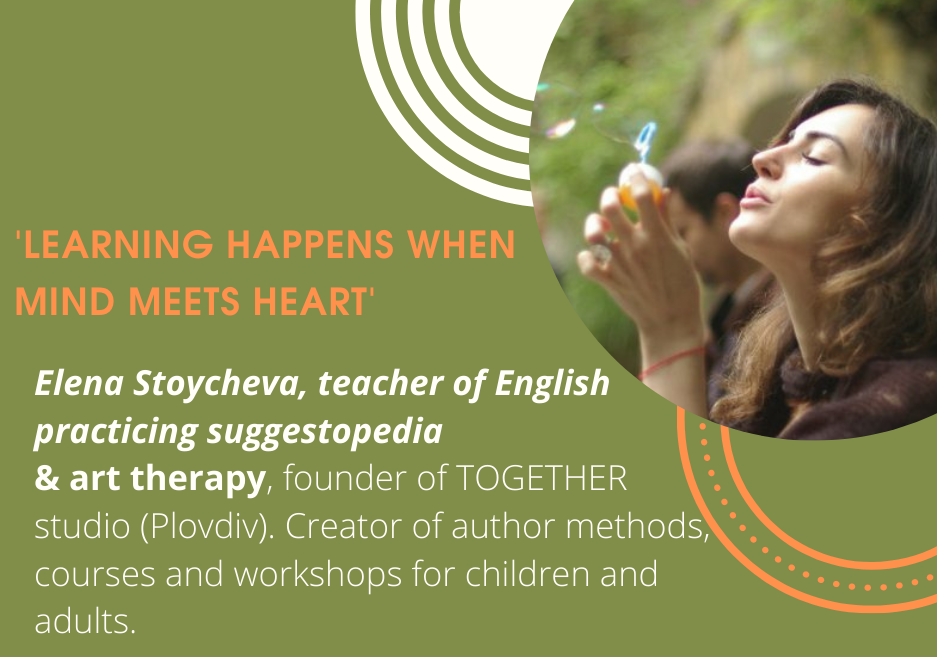 'LEARNING HAPPENS WHEN
MIND MEETS HEART'
Elena Stoycheva, teacher of English
practicing suggestopedia
& art therapy, founder of TOGETHER
studio (Plovdiv). Creator of author methods,
courses and workshops for children and
adults.